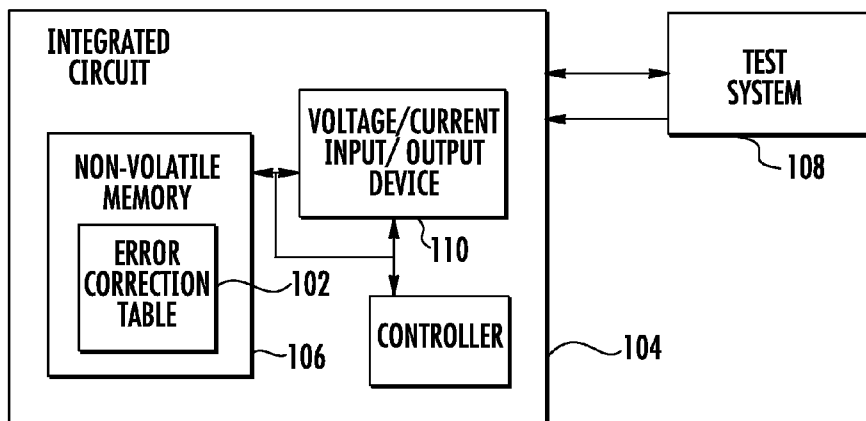 INTEGRATED
CIRCUIT
TEST
SYSTEM
108
VOLTAGE/CURRENT
INPUT/ OUTPUT
DEVICE
110
NON-VOLATILE
MEMORY
ERROR
CORRECTION
TABLE
102
106
CONTROLLER
104